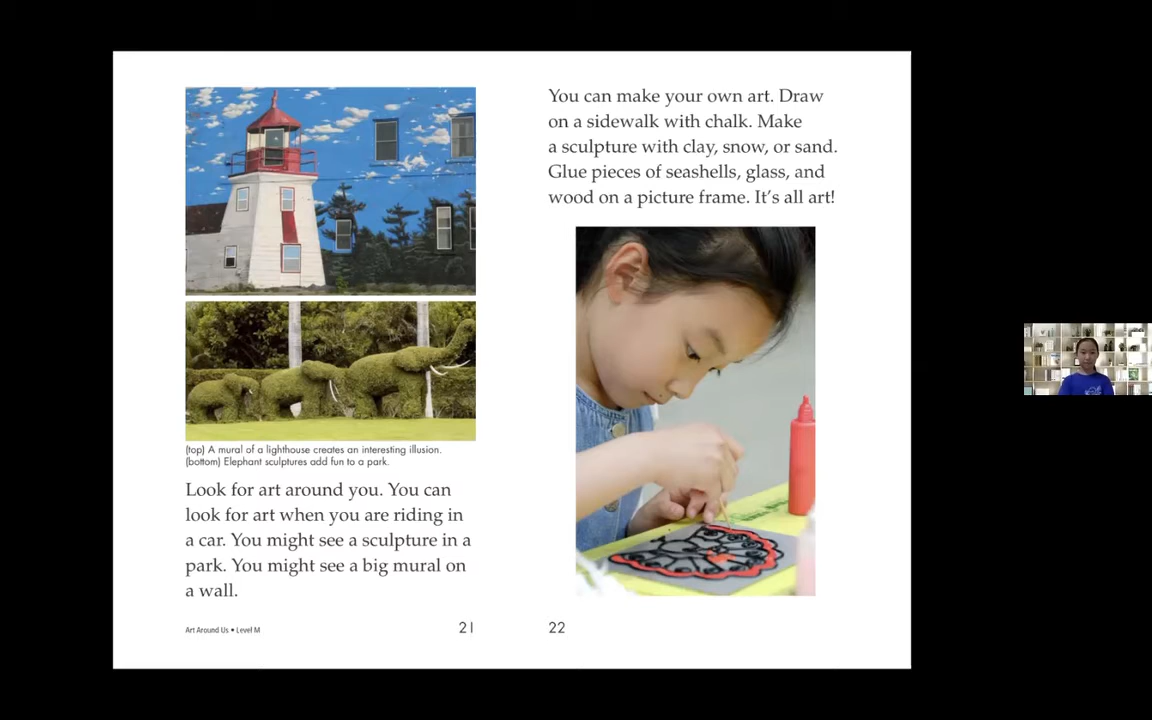 (top) A mural of a lighthouse creates an interesting illusion.
(bottom) Elephant sculptures add fun to a park.
Look for art around you. You can
look for art when you are riding in
a car. You might see a sculpture in a
park. You might see a big mural on
a wall.
Art Around Us • Level M
21
You can make your own art. Draw
on a sidewalk with chalk. Make
a sculpture with clay, snow, or sand.
Glue pieces of seashells, glass, and
wood on a picture frame. It's all art!
22